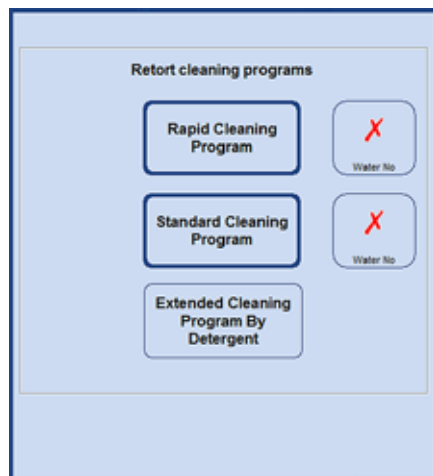 Retort cleaning programs
Rapid Cleaning
Program
Water No
Standard Cleaning
Program
Water No
Extended Cleaning
Program By
Detergent